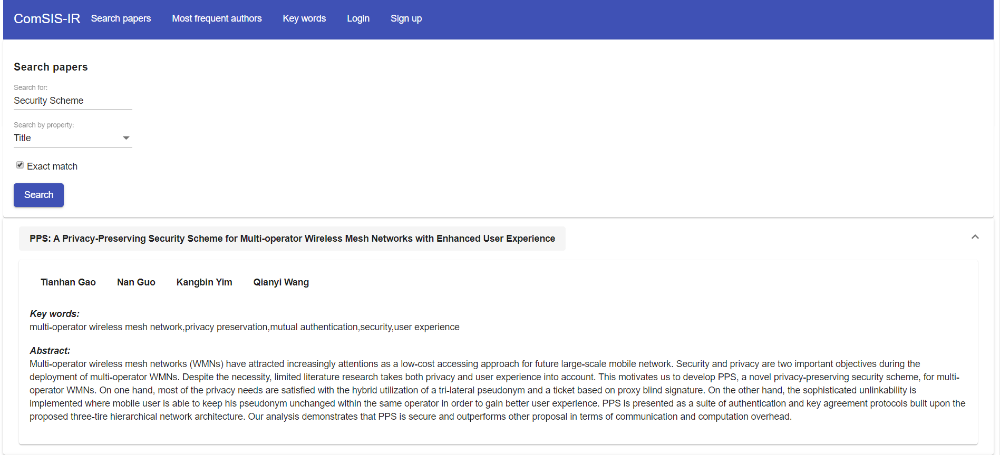 ComSIS-IR Search papers Most frequent authors Key words Login Sign up
Search papers
Search for:
Security Scheme
Search by property:
Title
Exact match
Search
PPS: A Privacy-Preserving Security Scheme for Multi-operator Wireless Mesh Networks with Enhanced User Experience
Tianhan Gao Nan Guo Kangbin Yim Qianyi Wang
Key words:
multi-operator wireless mesh network,privacy preservation,mutual authentication,security,user experience
Abstract:
Multi-operator wireless mesh networks (WMNs) have attracted increasingly attentions as a low-cost accessing approach for future large-scale mobile network. Security and privacy are two important objectives during the
deployment of multi-operator WMNs. Despite the necessity, limited literature research takes both privacy and user experience into account. This motivates us to develop PPS, a novel privacy-preserving security scheme, for multi-
operator WMNs. On one hand, most of the privacy needs are satisfied with the hybrid utilization of a tri-lateral pseudonym and a ticket based on proxy blind signature. On the other hand, the sophisticated unlinkability is
implemented where mobile user is able to keep his pseudonym unchanged within the same operator in order to gain better user experience. PPS is presented as a suite of authentication and key agreement protocols built upon the
proposed three-tire hierarchical network architecture. Our analysis demonstrates that PPS is secure and outperforms other proposal in terms of communication and computation overhead.